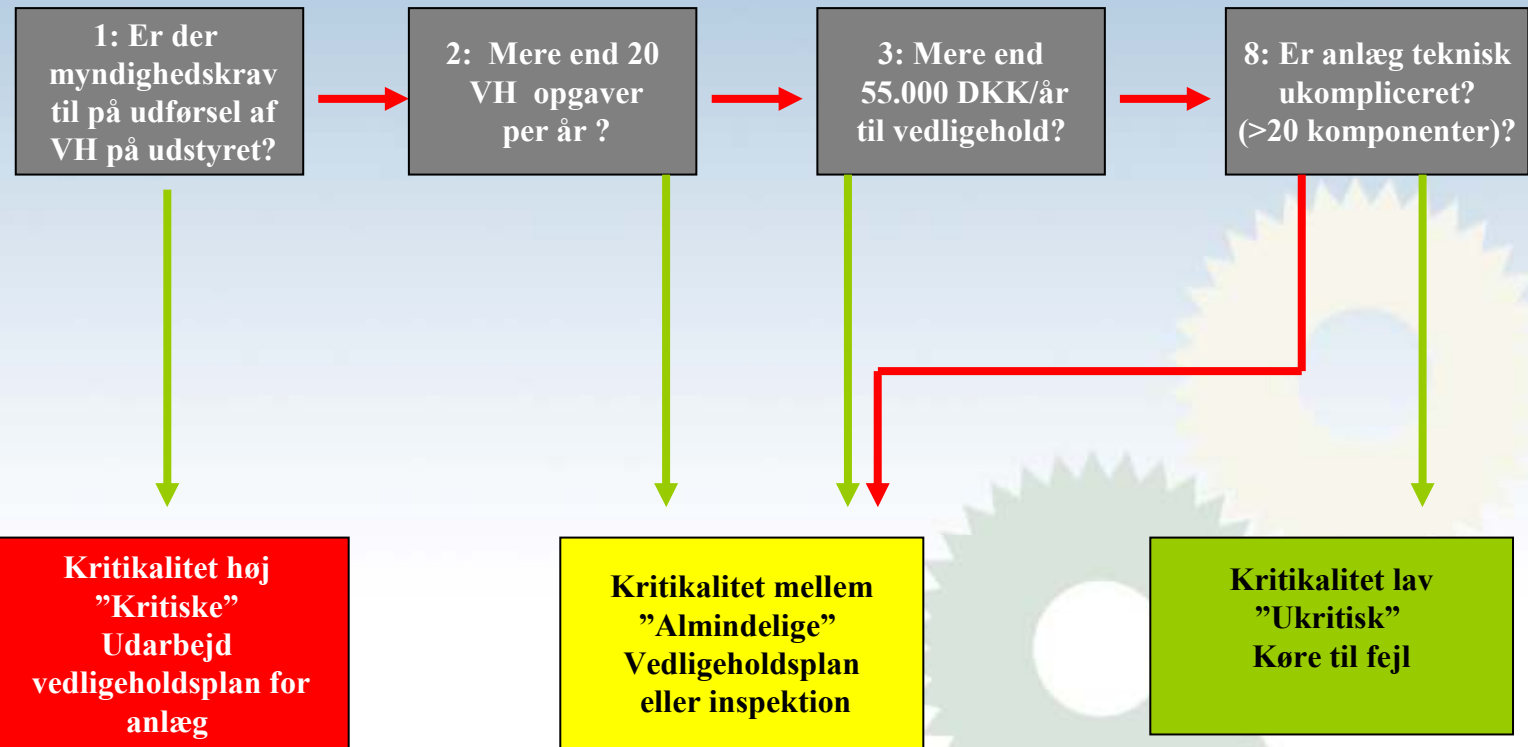 1: Er der
myndighedskrav
til på udførsel af
VH på udstyret?
2:  Mere end 20
VH  opgaver
per år ?
3: Mere end
55.000 DKK/år
til vedligehold?
8: Er anlæg teknisk
ukompliceret?
(>20 komponenter)?
Kritikalitet høj
”Kritiske”
Udarbejd
vedligeholdsplan for
anlæg
Kritikalitet mellem
”Almindelige”
Vedligeholdsplan
eller inspektion
Kritikalitet lav
”Ukritisk”
Køre til fejl